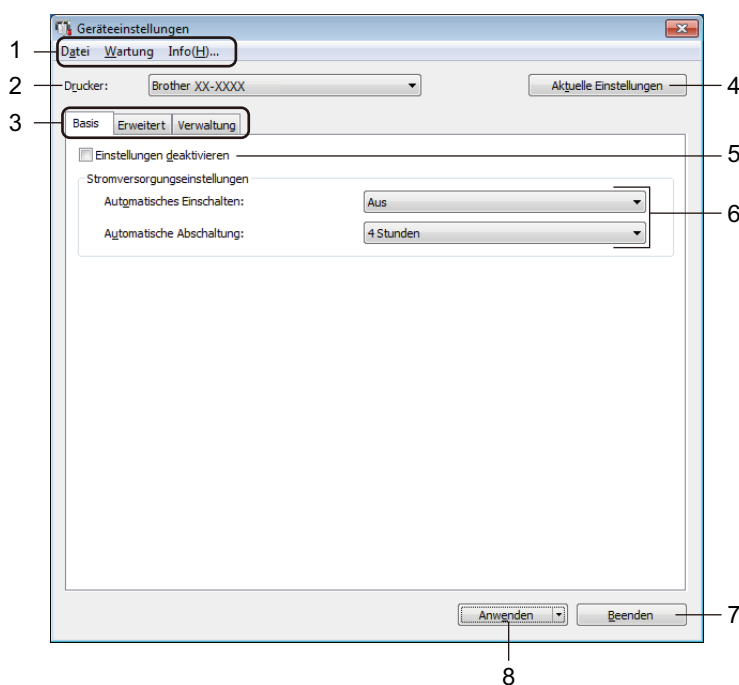 Geräteeinstellungen
1
Datei Wartung Info(H)...
2
Drucker: Brother XX-XXXX Aktuelle Einstellungen
4
3
Basis Erweitert Verwaltung
Einstellungen deaktivieren
5
Stromversorgungseinstellungen
Automatisches Einschalten: Aus
6
Automatische Abschaltung: 4 Stunden
Anwenden Beenden
7
8